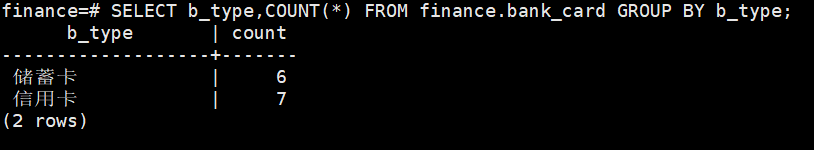 finance=# SELECT b_type,COUNT(*) FROM finance.bank_card GROUP BY b_type;
      b_type       | count
-------------------+-------
 储蓄卡            |     6
 信用卡            |     7
(2 rows)